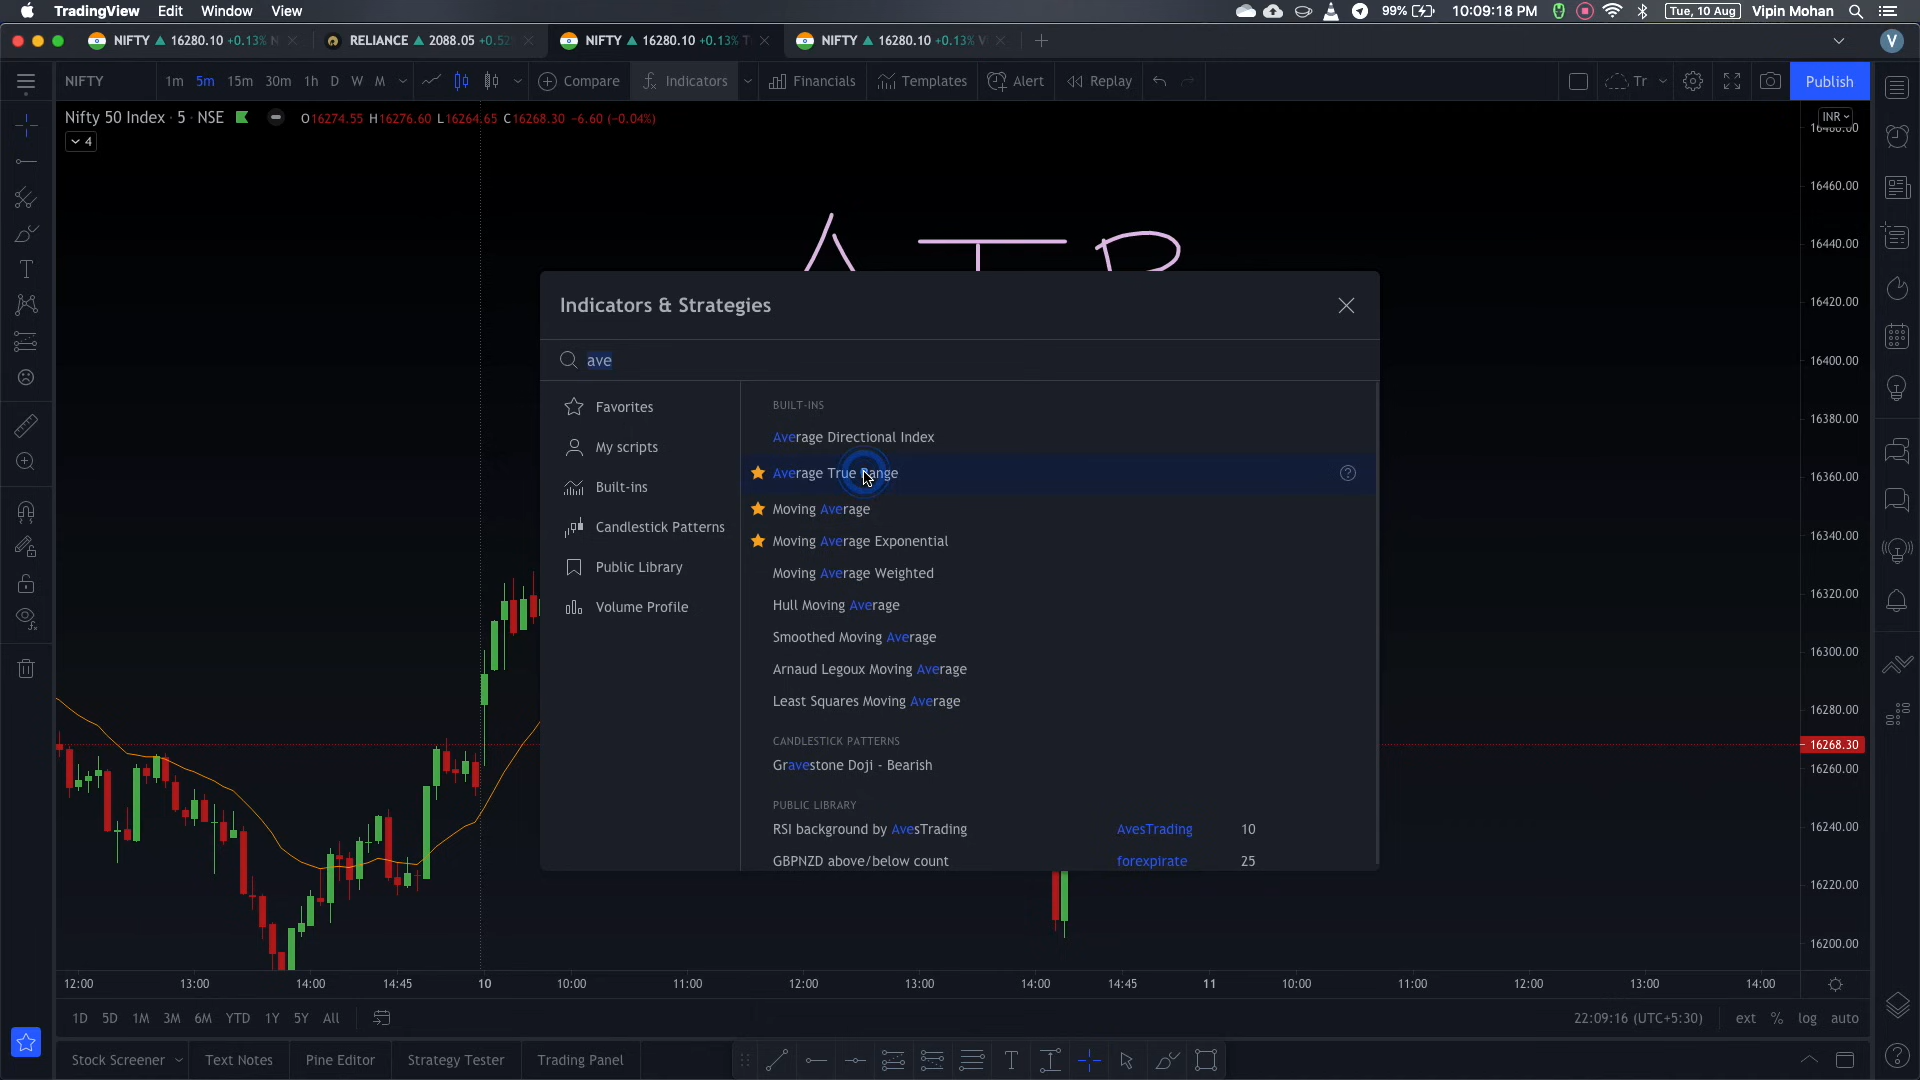 TradingView Edit Window View 99% 10:09:18 PM Tue, 10 Aug Vipin Mohan
NIFTY ▲ 16280.10 +0.13% N RELIANCE ▲ 2088.05 +0.52 NIFTY ▲ 16280.10 +0.13% T NIFTY ▲ 16280.10 +0.13% V V
NIFTY 1m 5m 15m 30m 1h D W M Compare Indicators Financials Templates Alert Replay Tr Publish
Nifty 50 Index · 5 · NSE O16274.55 H16276.60 L16264.65 C16268.30 -6.60 (-0.04%) INR
4
16460.00
16440.00
16420.00
16400.00
16380.00
16360.00
16340.00
16320.00
16300.00
16280.00
16268.30
16260.00
16240.00
16220.00
16200.00
ATR
Indicators & Strategies
ave
Favorites
My scripts
Built-ins
Candlestick Patterns
Public Library
Volume Profile
BUILT-INS
Average Directional Index
Average True Range
Moving Average
Moving Average Exponential
Moving Average Weighted
Hull Moving Average
Smoothed Moving Average
Arnaud Legoux Moving Average
Least Squares Moving Average
CANDLESTICK PATTERNS
Gravestone Doji - Bearish
PUBLIC LIBRARY
RSI background by AvesTrading AvesTrading 10
GBPNZD above/below count forexpirate 25
12:00 13:00 14:00 14:45 10 10:00 11:00 12:00 13:00 14:00 14:45 11 10:00 11:00 12:00 13:00 14:00
1D 5D 1M 3M 6M YTD 1Y 5Y All 22:09:16 (UTC+5:30) ext % log auto
Stock Screener Text Notes Pine Editor Strategy Tester Trading Panel